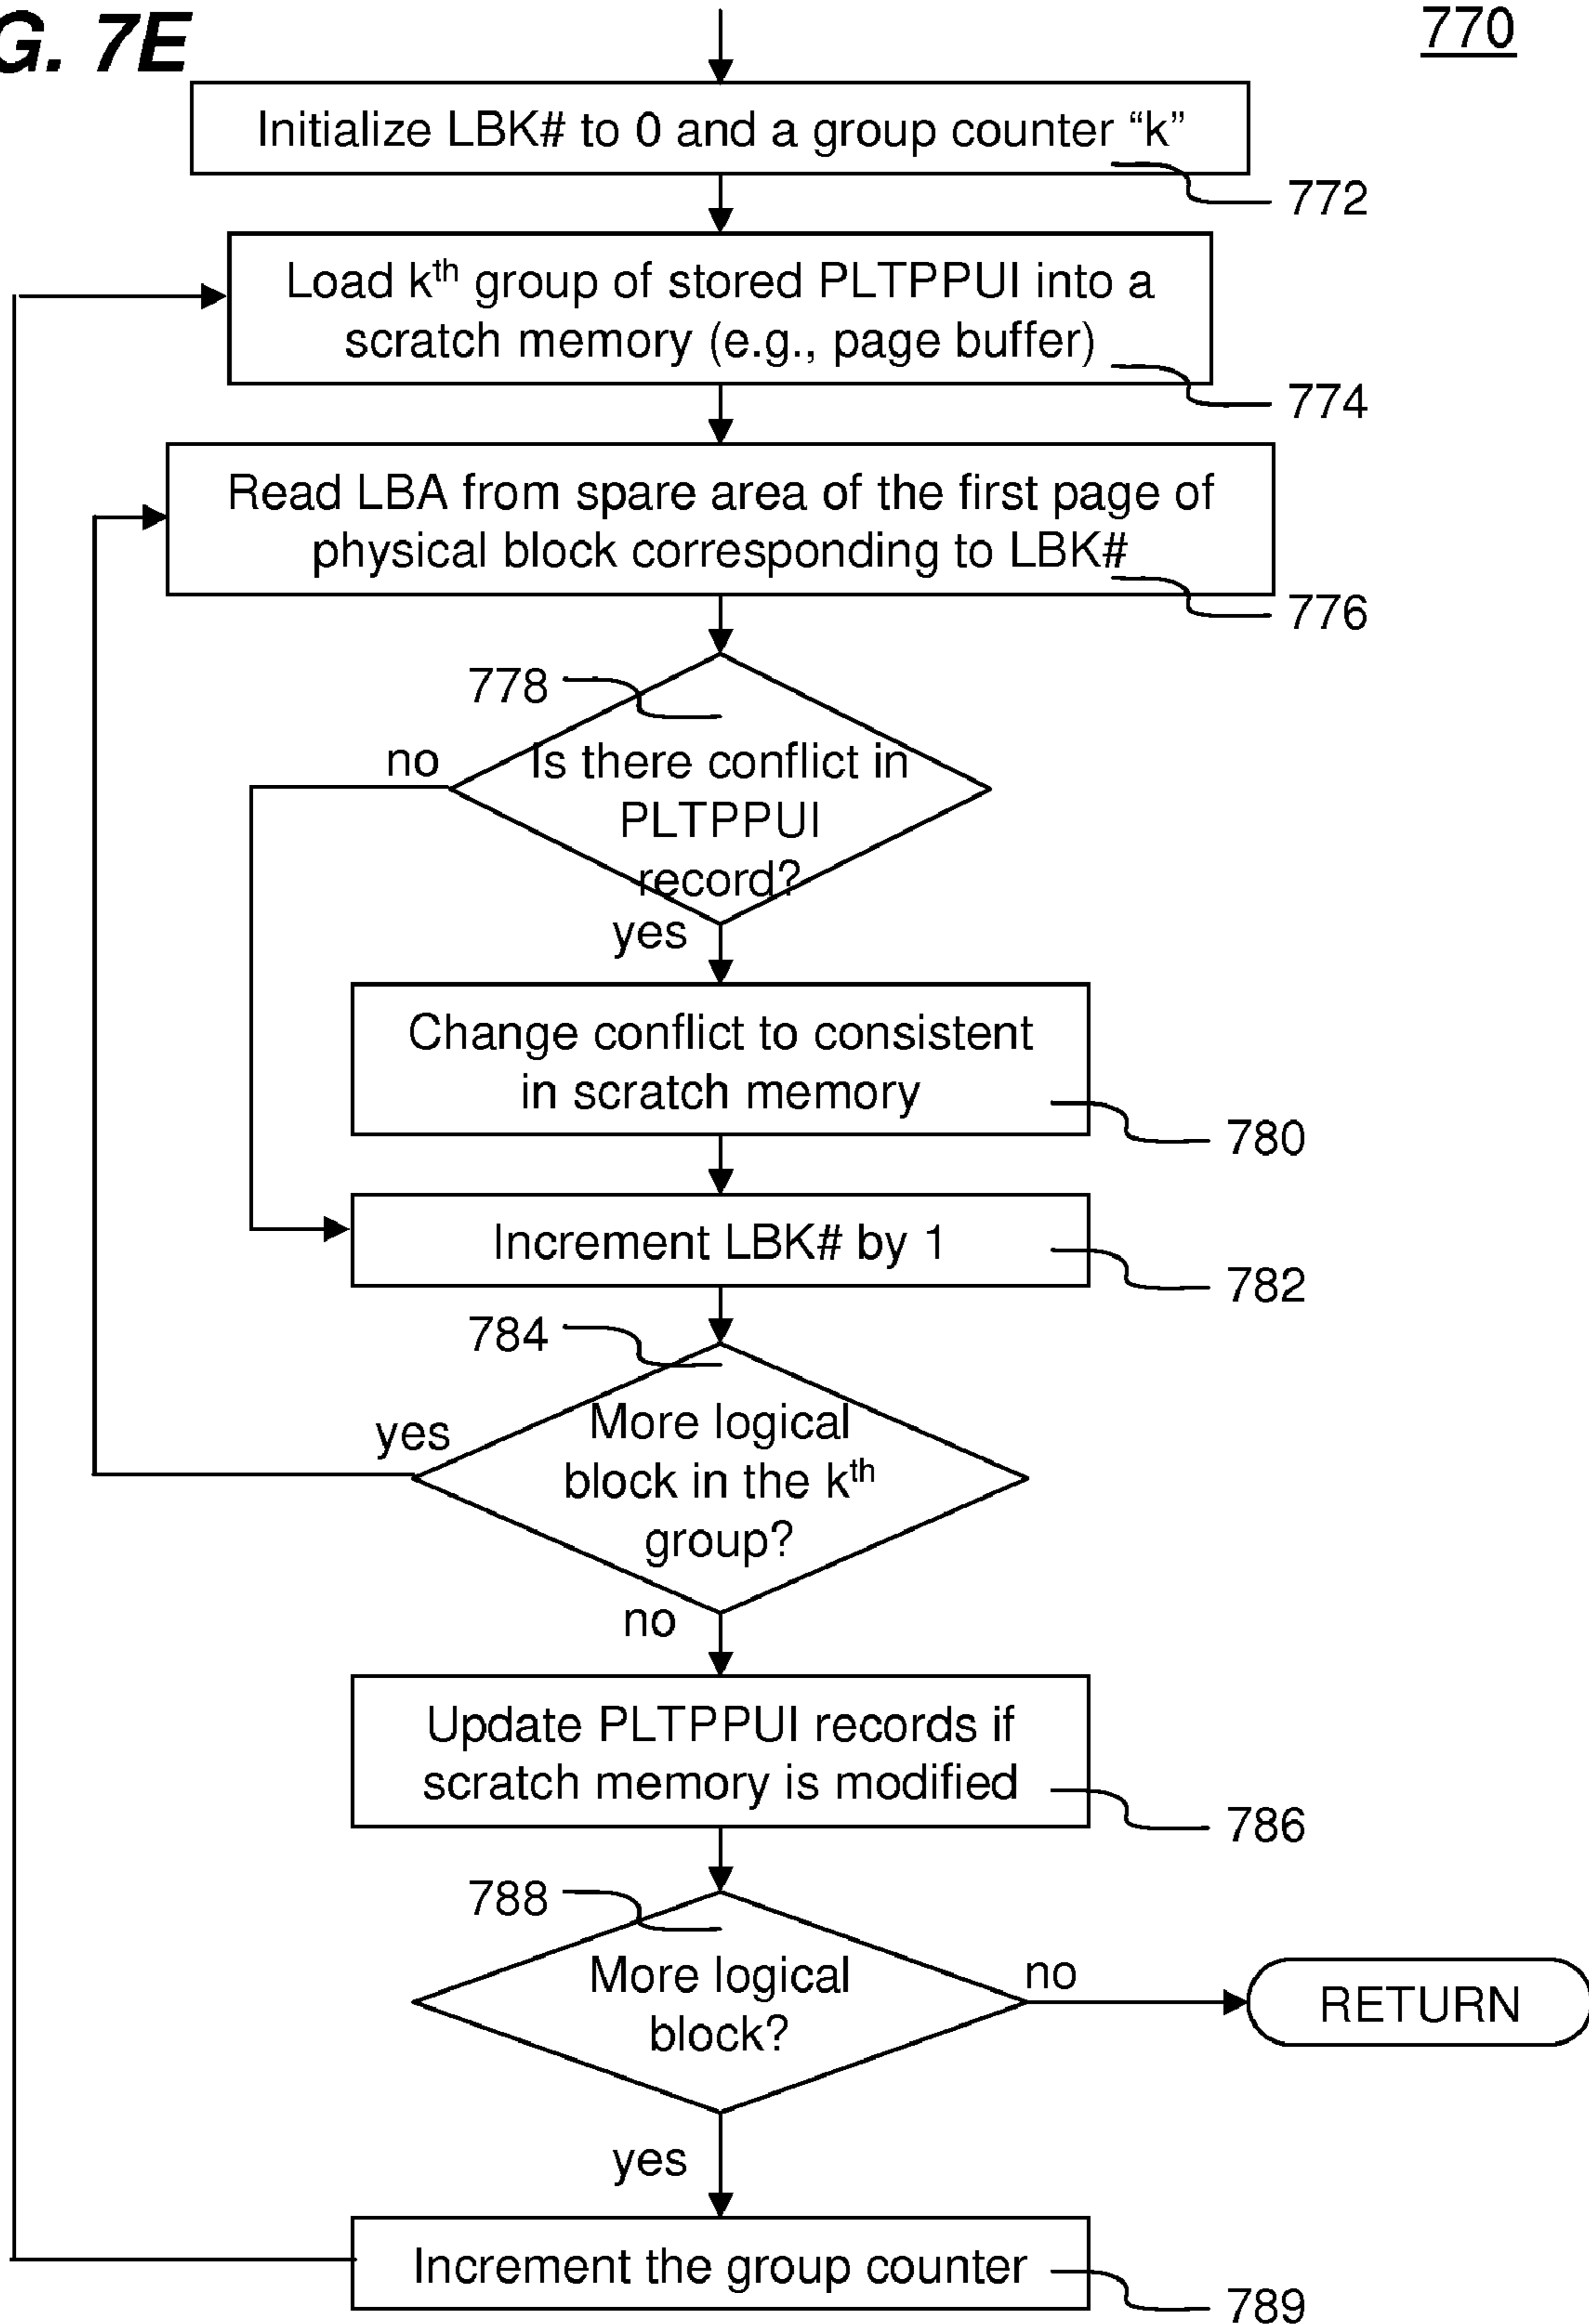 G. 7E
770
Initialize LBK# to 0 and a group counter “k”
772
Load kth group of stored PLTPPUI into a
scratch memory (e.g., page buffer)
774
Read LBA from spare area of the first page of
physical block corresponding to LBK#
776
778
no
Is there conflict in
PLTPPUI
record?
yes
Change conflict to consistent
in scratch memory
780
Increment LBK# by 1
782
784
yes
More logical
block in the kth
group?
no
Update PLTPPUI records if
scratch memory is modified
786
788
More logical
block?
no
RETURN
yes
Increment the group counter
789